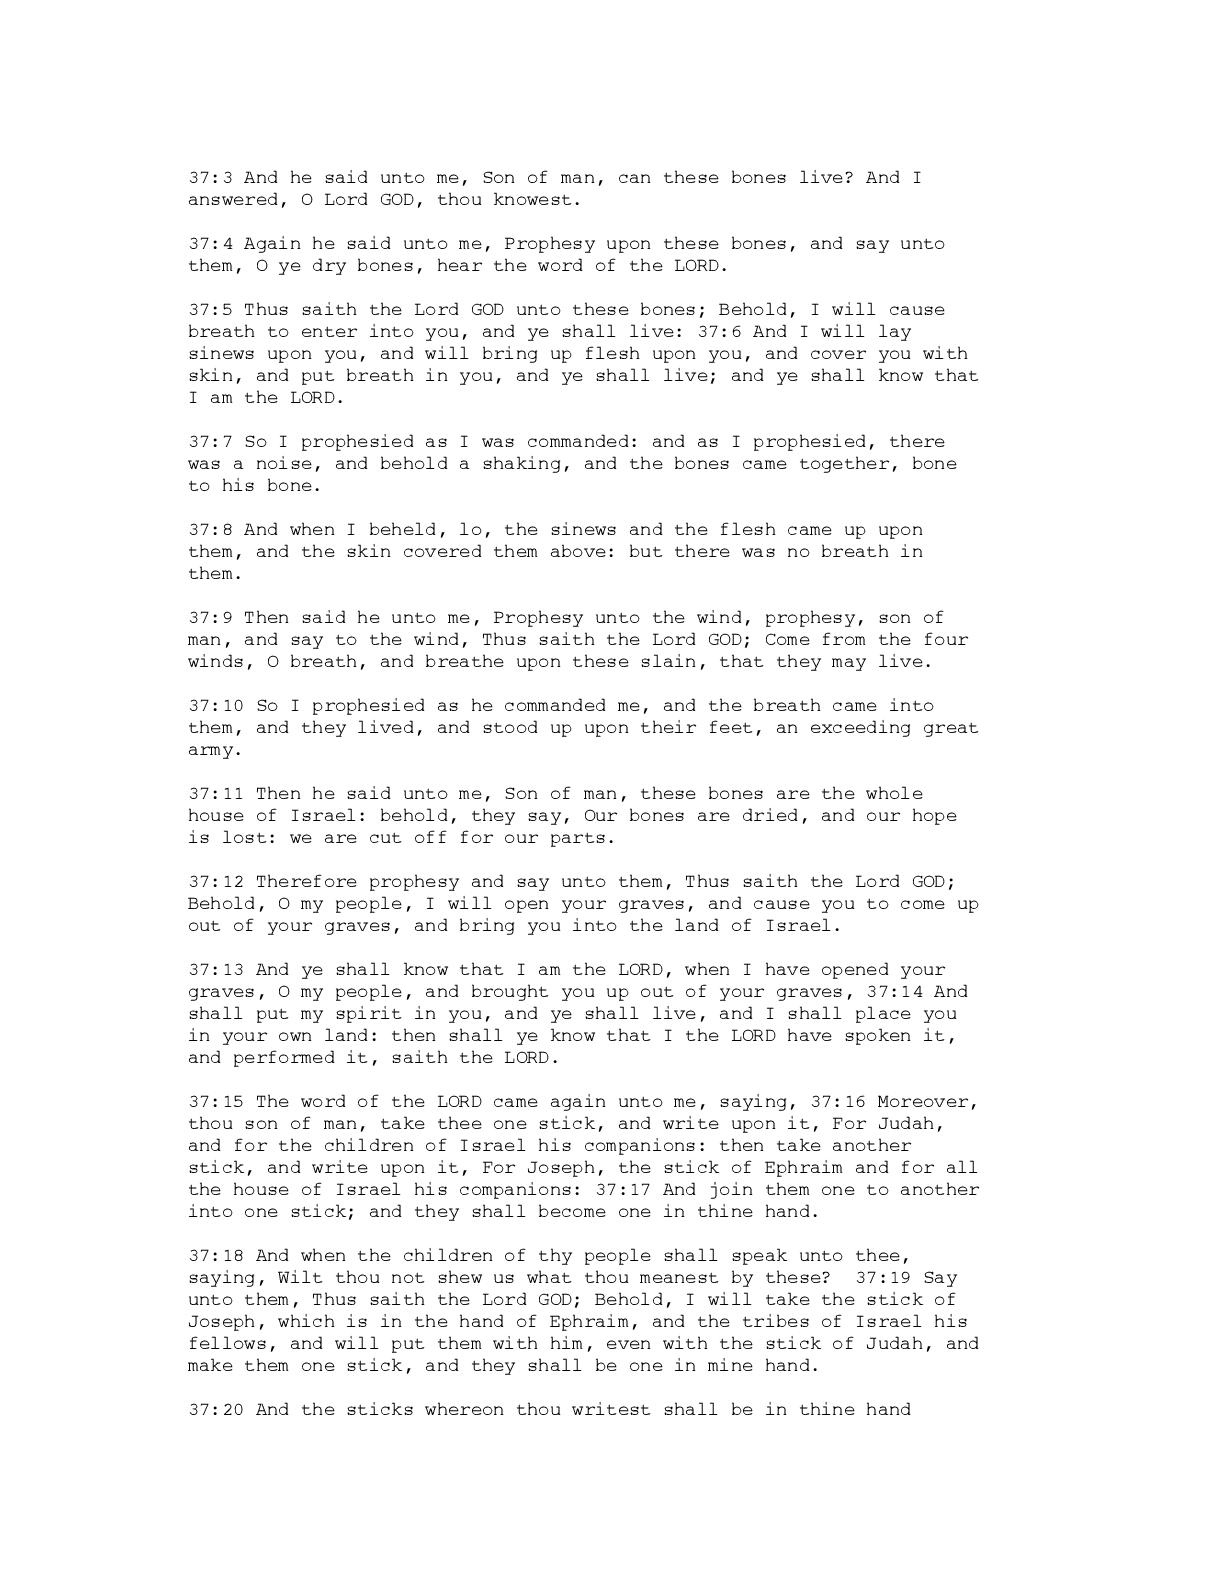 37:3 And he said unto me, Son of man, can these bones live? And I
answered, O Lord GOD, thou knowest.
37:4 Again he said unto me, Prophesy upon these bones, and say unto
them, O ye dry bones, hear the word of the LORD.
37:5 Thus saith the Lord GOD unto these bones; Behold, I will cause
breath to enter into you, and ye shall live: 37:6 And I will lay
sinews upon you, and will bring up flesh upon you, and cover you with
skin, and put breath in you, and ye shall live; and ye shall know that
I am the LORD.
37:7 So I prophesied as I was commanded: and as I prophesied, there
was a noise, and behold a shaking, and the bones came together, bone
to his bone.
37:8 And when I beheld, lo, the sinews and the flesh came up upon
them, and the skin covered them above: but there was no breath in
them.
37:9 Then said he unto me, Prophesy unto the wind, prophesy, son of
man, and say to the wind, Thus saith the Lord GOD; Come from the four
winds, O breath, and breathe upon these slain, that they may live.
37:10 So I prophesied as he commanded me, and the breath came into
them, and they lived, and stood up upon their feet, an exceeding great
army.
37:11 Then he said unto me, Son of man, these bones are the whole
house of Israel: behold, they say, Our bones are dried, and our hope
is lost: we are cut off for our parts.
37:12 Therefore prophesy and say unto them, Thus saith the Lord GOD;
Behold, O my people, I will open your graves, and cause you to come up
out of your graves, and bring you into the land of Israel.
37:13 And ye shall know that I am the LORD, when I have opened your
graves, O my people, and brought you up out of your graves, 37:14 And
shall put my spirit in you, and ye shall live, and I shall place you
in your own land: then shall ye know that I the LORD have spoken it,
and performed it, saith the LORD.
37:15 The word of the LORD came again unto me, saying, 37:16 Moreover,
thou son of man, take thee one stick, and write upon it, For Judah,
and for the children of Israel his companions: then take another
stick, and write upon it, For Joseph, the stick of Ephraim and for all
the house of Israel his companions: 37:17 And join them one to another
into one stick; and they shall become one in thine hand.
37:18 And when the children of thy people shall speak unto thee,
saying, Wilt thou not shew us what thou meanest by these?  37:19 Say
unto them, Thus saith the Lord GOD; Behold, I will take the stick of
Joseph, which is in the hand of Ephraim, and the tribes of Israel his
fellows, and will put them with him, even with the stick of Judah, and
make them one stick, and they shall be one in mine hand.
37:20 And the sticks whereon thou writest shall be in thine hand